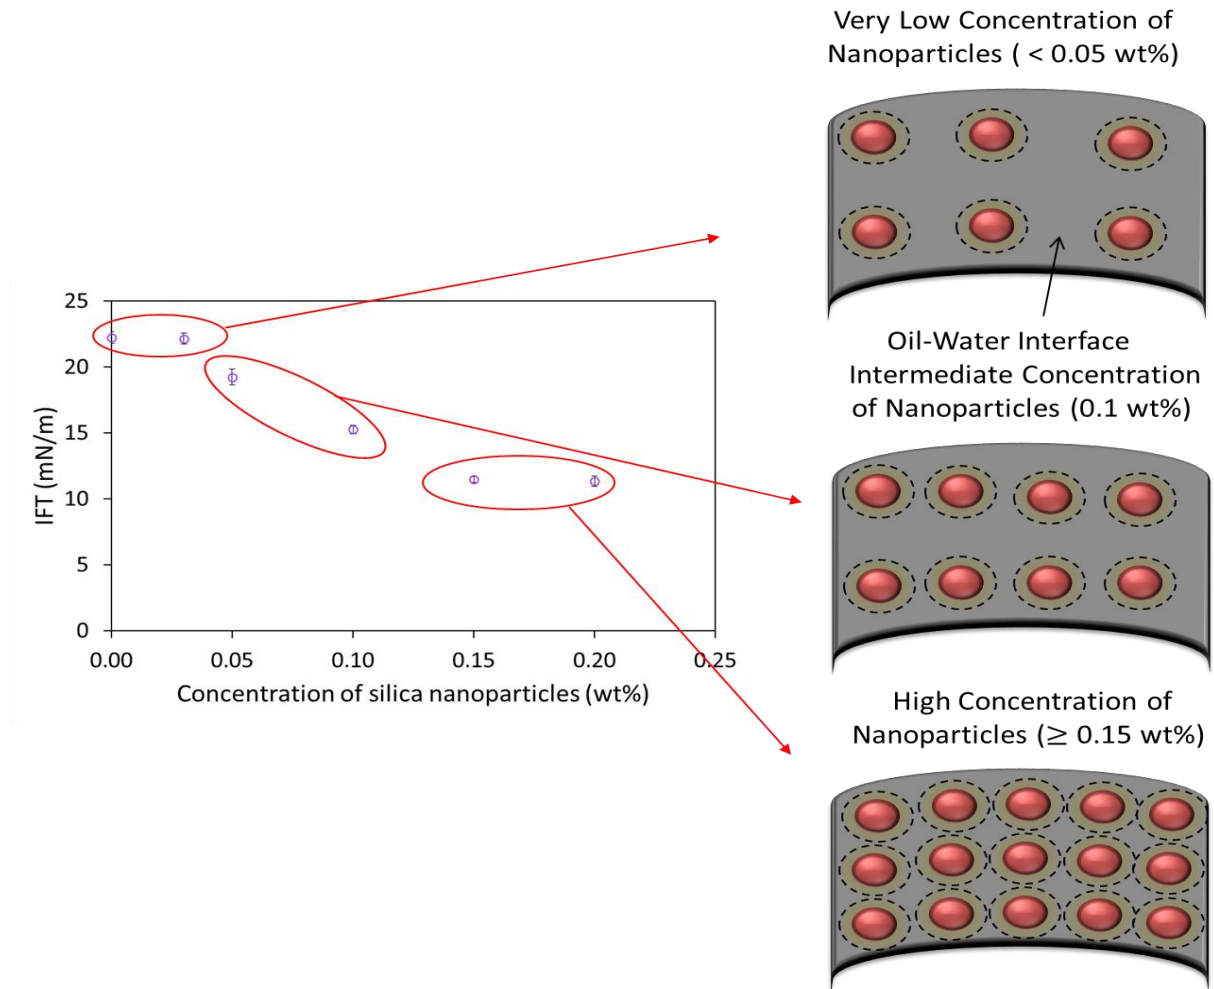 Very Low Concentration of
Nanoparticles ( < 0.05 wt%)
Oil-Water Interface
Intermediate Concentration
of Nanoparticles (0.1 wt%)
High Concentration of
Nanoparticles (≥ 0.15 wt%)
25
20
15
10
5
0
IFT (mN/m)
0.00 0.05 0.10 0.15 0.20 0.25
Concentration of silica nanoparticles (wt%)